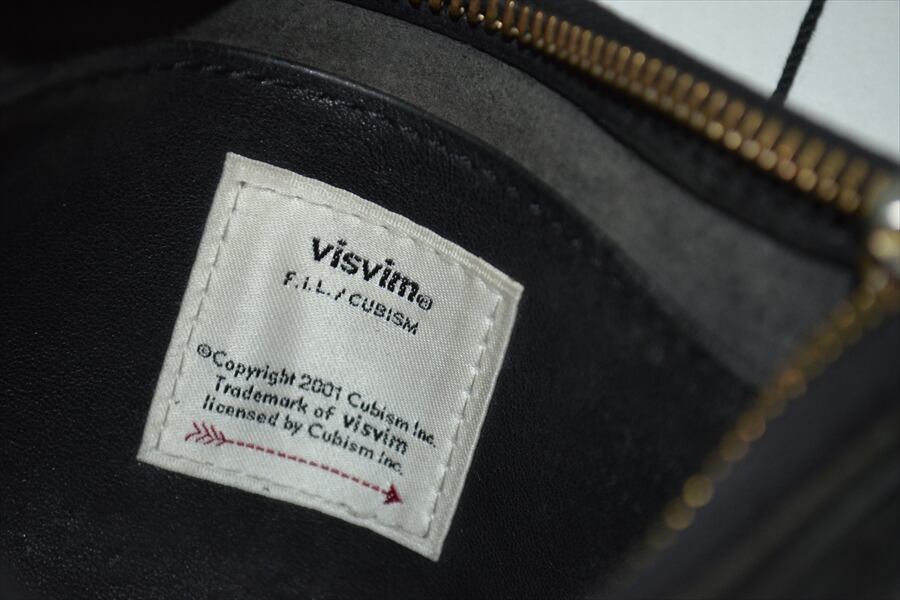 visvim®
F.I.L./CUBISM
©Copyright 2001 Cubism Inc.
Trademark of visvim
licensed by Cubism Inc.